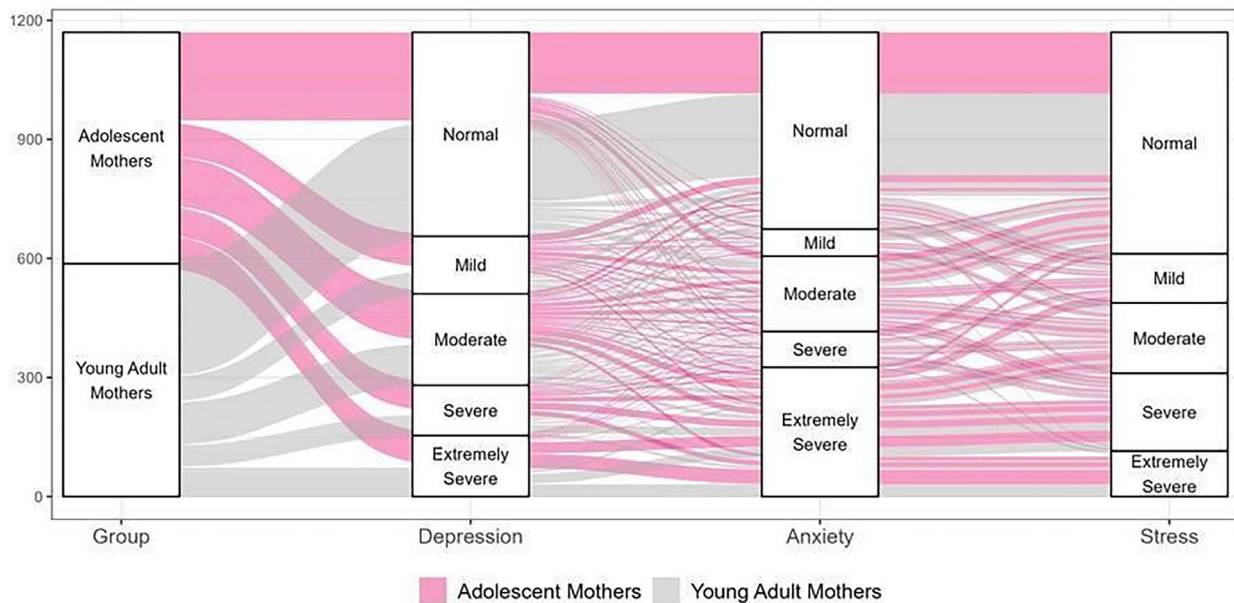 1200
900
600
300
0
Adolescent
Mothers
Young Adult
Mothers
Normal
Mild
Moderate
Severe
Extremely
Severe
Normal
Mild
Moderate
Severe
Extremely
Severe
Normal
Mild
Moderate
Severe
Extremely
Severe
Group
Depression
Anxiety
Stress
Adolescent Mothers
Young Adult Mothers